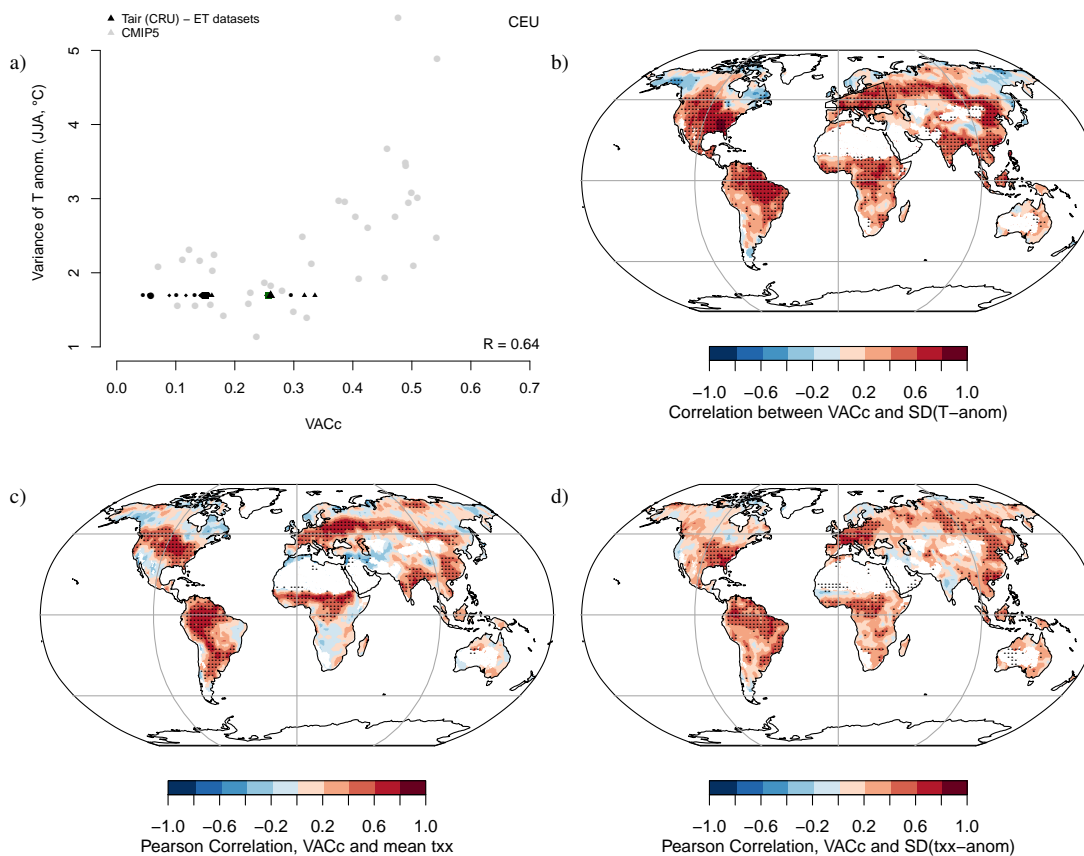 ▲ Tair (CRU) − ET datasets
CMIP5
CEU
a)
Variance of T anom. (JJA, °C)
5
4
3
2
1
R = 0.64
0.0 0.1 0.2 0.3 0.4 0.5 0.6 0.7
VACc
b)
−1.0 −0.6 −0.2 0.2 0.6 1.0
Correlation between VACc and SD(T−anom)
c)
−1.0 −0.6 −0.2 0.2 0.6 1.0
Pearson Correlation, VACc and mean txx
d)
−1.0 −0.6 −0.2 0.2 0.6 1.0
Pearson Correlation, VACc and SD(txx−anom)